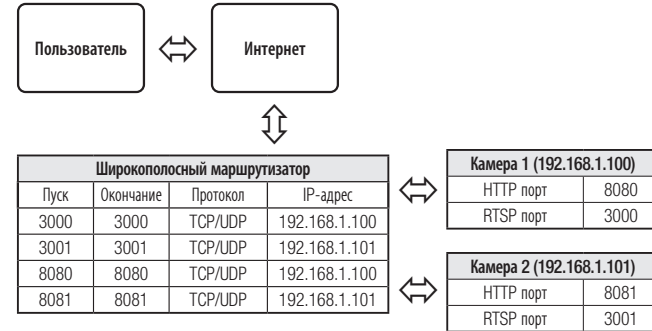 Пользователь
Интернет
Широкополосный маршрутизатор
Пуск Окончание Протокол IP-адрес
3000 3000 TCP/UDP 192.168.1.100
3001 3001 TCP/UDP 192.168.1.101
8080 8080 TCP/UDP 192.168.1.100
8081 8081 TCP/UDP 192.168.1.101
Камера 1 (192.168.1.100)
HTTP порт 8080
RTSP порт 3000
Камера 2 (192.168.1.101)
HTTP порт 8081
RTSP порт 3001